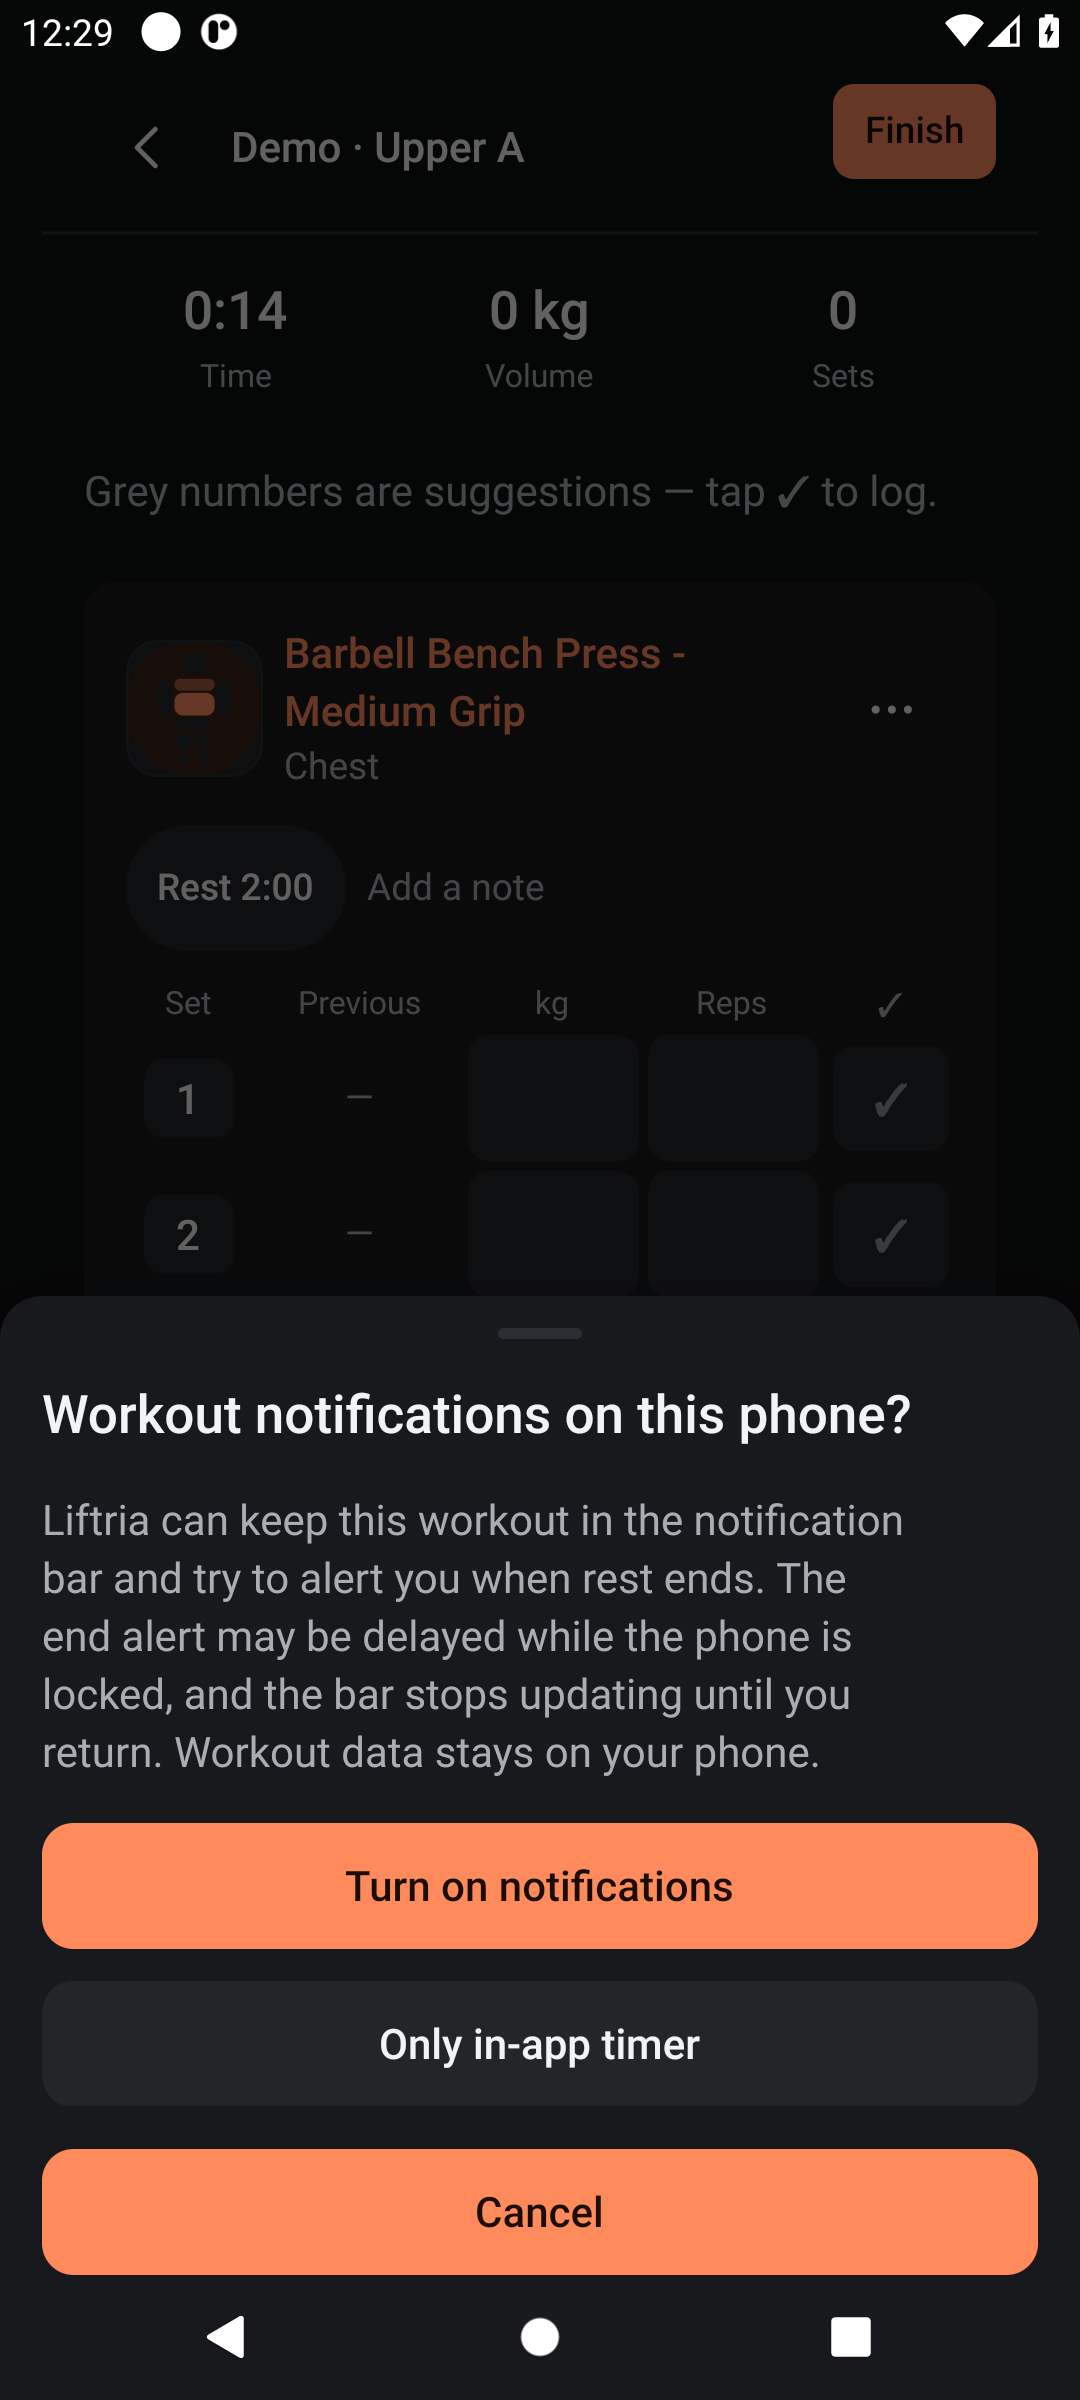 12:29
Demo · Upper A
Finish
0:14
0 kg
0
Time
Volume
Sets
Grey numbers are suggestions — tap ✓ to log.
Barbell Bench Press -
Medium Grip
Chest
Rest 2:00
Add a note
Set
Previous
kg
Reps
✓
1
—
✓
2
—
✓
Workout notifications on this phone?
Liftria can keep this workout in the notification
bar and try to alert you when rest ends. The
end alert may be delayed while the phone is
locked, and the bar stops updating until you
return. Workout data stays on your phone.
Turn on notifications
Only in-app timer
Cancel